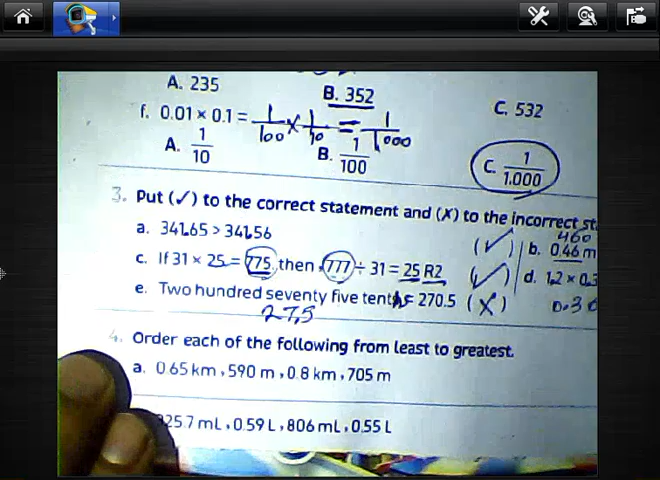 A. 235 B. 352 C. 532
f. 0.01 × 0.1 = 1/100 × 1/10 = 1/1000
A. 1/10 B. 1/100 C. 1/1.000
3. Put (✓) to the correct statement and (✗) to the incorrect st
a. 341.65 > 341.56 (✓) b. 0.46 m
460
c. If 31 × 25 = 775, then 777 ÷ 31 = 25 R2 (✓) d. 1.2 × 0.3
e. Two hundred seventy five tenths = 270.5 (✗) 0.36
27.5
4. Order each of the following from least to greatest.
a. 0.65 km , 590 m , 0.8 km , 705 m
25.7 mL , 0.59 L , 806 mL , 0.55 L